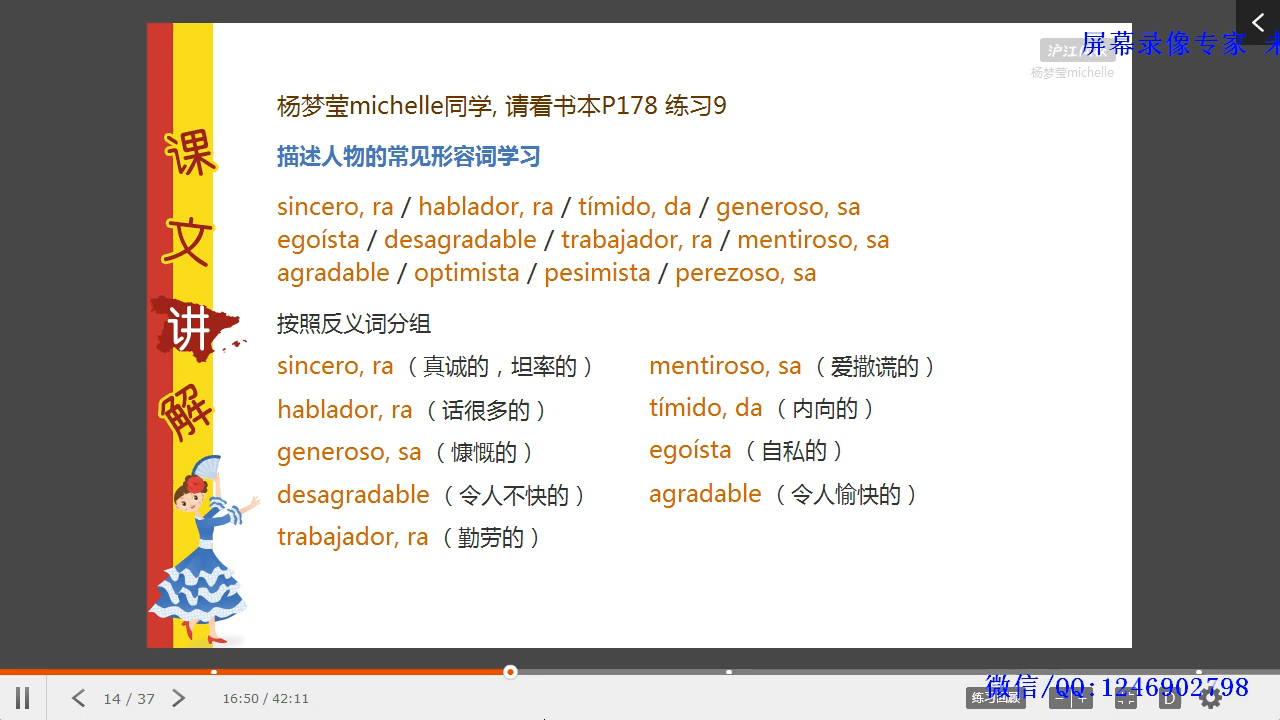 屏幕录像专家
沪江
杨梦莹michelle
杨梦莹michelle同学, 请看书本P178 练习9
描述人物的常见形容词学习
sincero, ra / hablador, ra / tímido, da / generoso, sa
egoísta / desagradable / trabajador, ra / mentiroso, sa
agradable / optimista / pesimista / perezoso, sa
按照反义词分组
sincero, ra（真诚的，坦率的） mentiroso, sa（爱撒谎的）
hablador, ra（话很多的） tímido, da（内向的）
generoso, sa（慷慨的） egoísta（自私的）
desagradable（令人不快的） agradable（令人愉快的）
trabajador, ra（勤劳的）
课文讲解
14 / 37
16:50 / 42:11
微信/QQ:1246902798
练习回顾
D